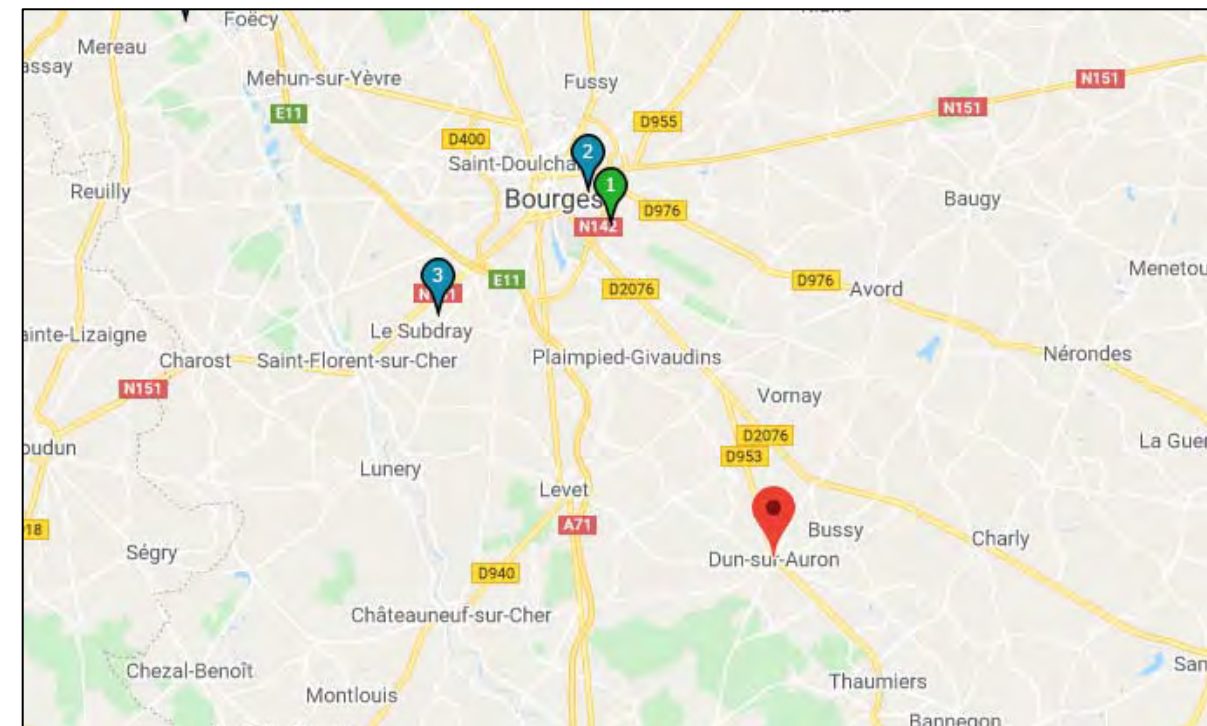 Foëcy
Mereau
assay
Mehun-sur-Yèvre
Fussy
N151
N151
E11
D955
D400
2
Saint-Doulcha
1
Reuilly
Bourges
Baugy
D976
N142
3
E11
D976
Menetou
D2076
Avord
Le Subdray
ainte-Lizaigne
Charost
Saint-Florent-sur-Cher
Plaimpied-Givaudins
Nérondes
N151
Vornay
D2076
oudun
La Guer
D953
Lunery
Levet
A71
18
Bussy
Charly
Ségry
Dun-sur-Auron
D940
Châteauneuf-sur-Cher
Chezal-Benoît
San
Thaumiers
Montlouis
Bannegon